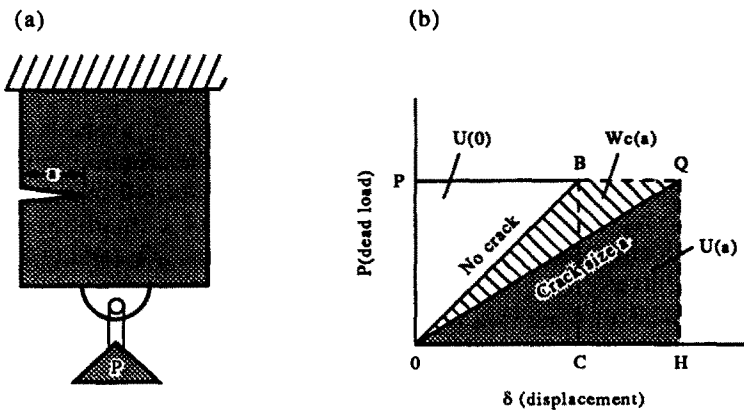 (a)
(b)
a
P
U(0)
B
Wc(a)
Q
P
P(dead load)
No crack
Crack size a
U(a)
0
C
H
δ (displacement)